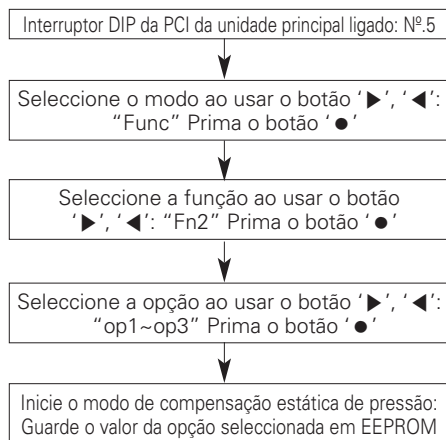 Interruptor DIP da PCI da unidade principal ligado: Nº.5
Seleccione o modo ao usar o botão ‘▶’, ‘◀’:
“Func” Prima o botão ‘●’
Seleccione a função ao usar o botão
‘▶’, ‘◀’: “Fn2” Prima o botão ‘●’
Seleccione a opção ao usar o botão ‘▶’, ‘◀’:
“op1~op3” Prima o botão ‘●’
Inicie o modo de compensação estática de pressão:
Guarde o valor da opção seleccionada em EEPROM